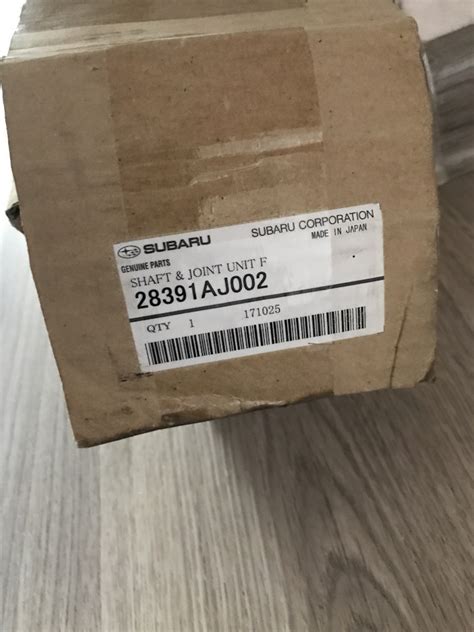 SUBARU
SUBARU CORPORATION
GENUINE PARTS
MADE IN JAPAN
SHAFT & JOINT UNIT F
28391AJ002
QTY 1 171025